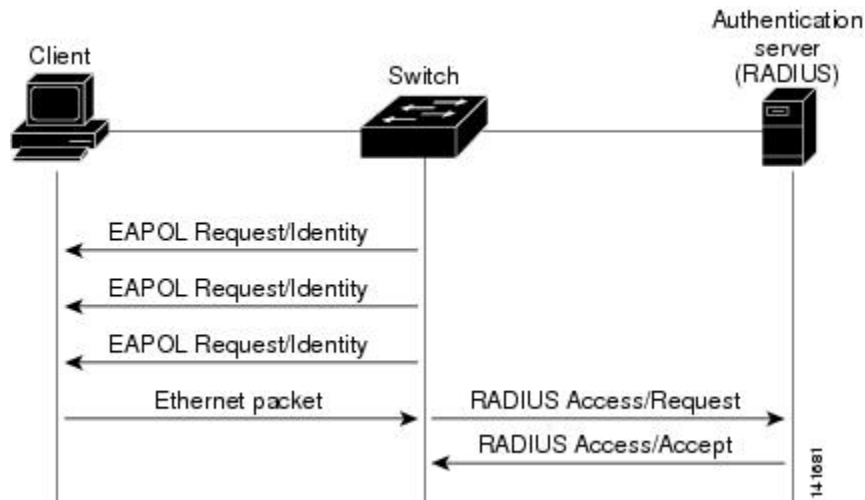 Authentication
server
(RADIUS)
Client
Switch
EAPOL Request/Identity
EAPOL Request/Identity
EAPOL Request/Identity
Ethernet packet
RADIUS Access/Request
RADIUS Access/Accept
141681